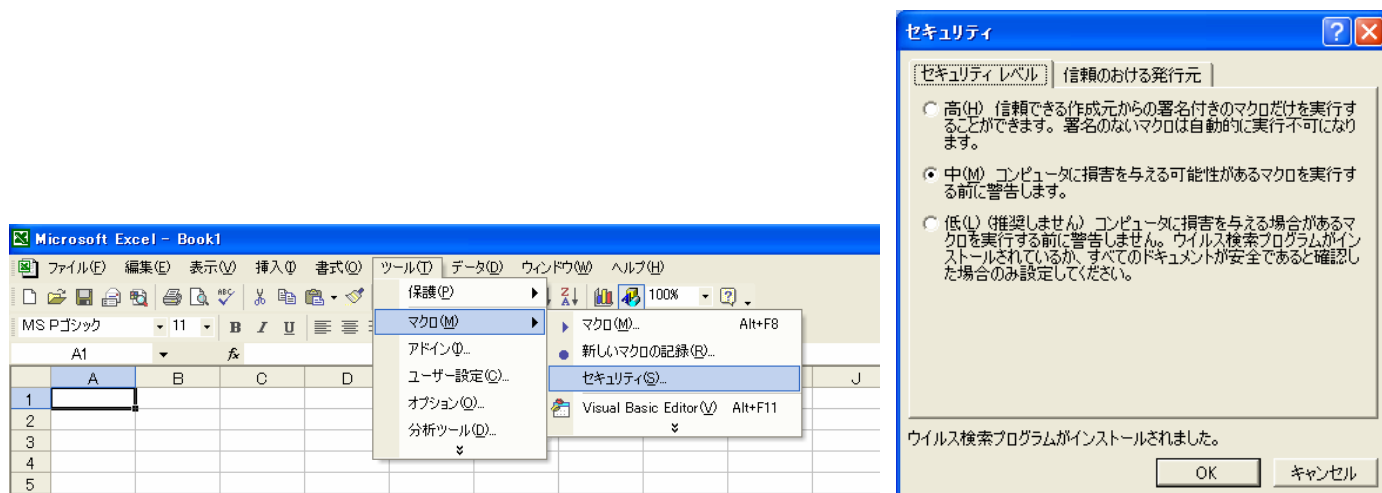 Microsoft Excel - Book1
ファイル(F) 編集(E) 表示(V) 挿入(I) 書式(O) ツール(T) データ(D) ウィンドウ(W) ヘルプ(H)
100%
MS Pゴシック 11 B I U
A1 fx
A B C D J
1
2
3
4
5
保護(P)
マクロ(M)
アドイン(I)...
ユーザー設定(C)...
オプション(O)...
分析ツール(D)...
マクロ(M)... Alt+F8
新しいマクロの記録(R)...
セキュリティ(S)...
Visual Basic Editor(V) Alt+F11
セキュリティ
セキュリティ レベル 信頼のおける発行元
高(H) 信頼できる作成元からの署名付きのマクロだけを実行す
ることができます。署名のないマクロは自動的に実行不可になり
ます。
中(M) コンピュータに損害を与える可能性があるマクロを実行す
る前に警告します。
低(L) (推奨しません) コンピュータに損害を与える場合があるマ
クロを実行する前に警告しません。ウイルス検索プログラムがイン
ストールされているか、すべてのドキュメントが安全であると確認し
た場合のみ設定してください。
ウイルス検索プログラムがインストールされました。
OK キャンセル